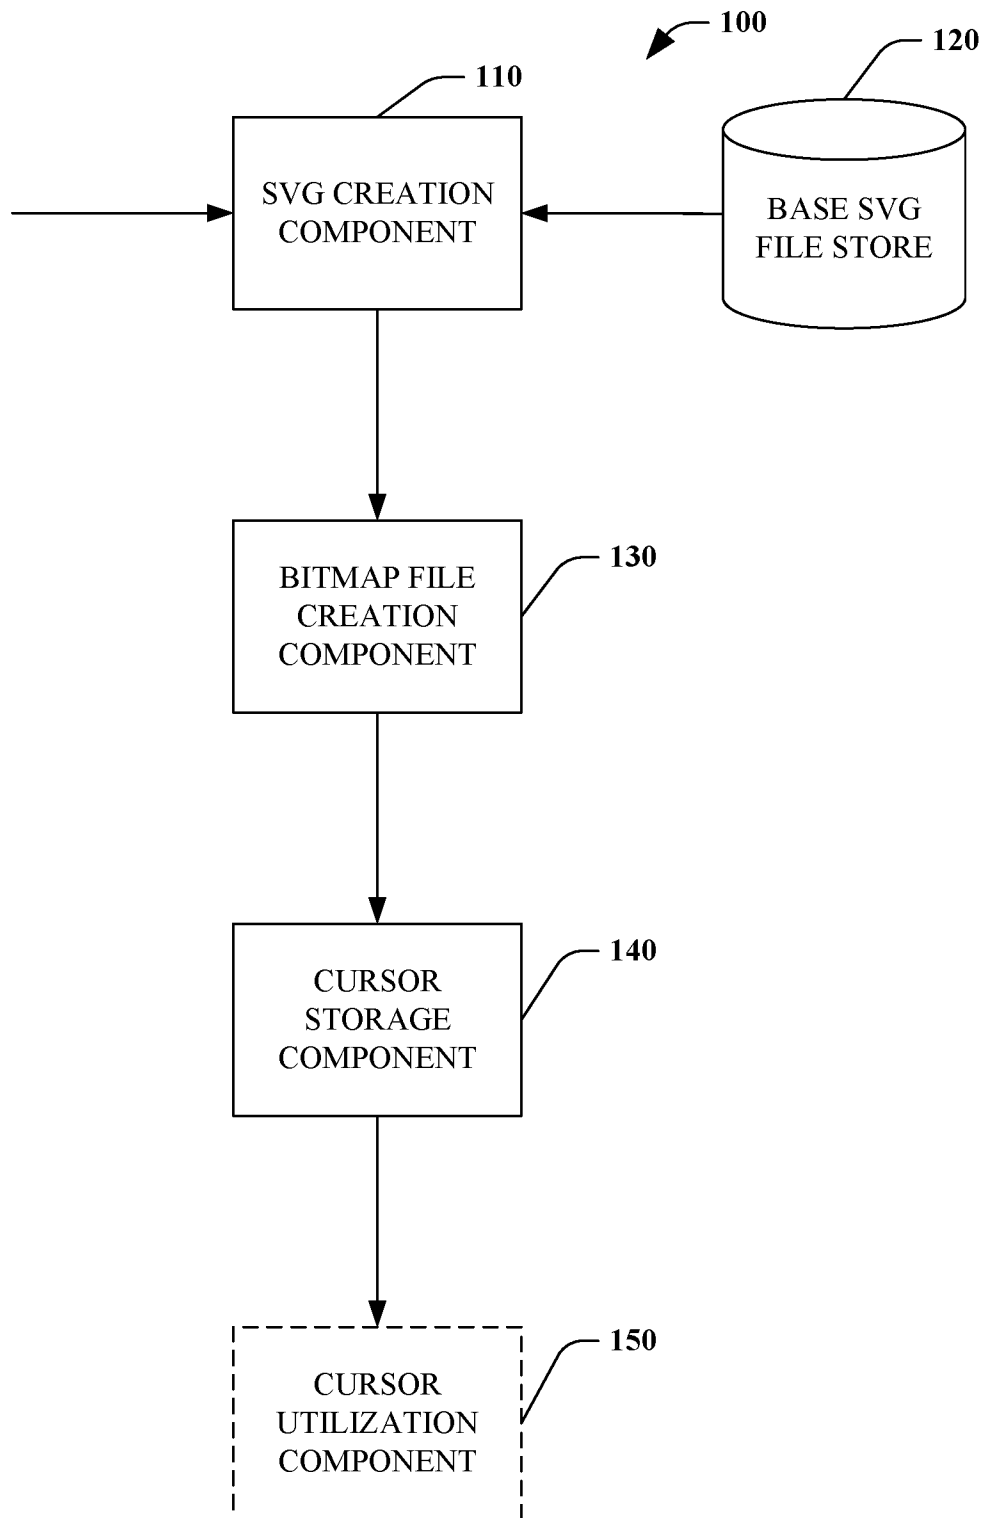 100
120
110
SVG CREATION
COMPONENT
BASE SVG
FILE STORE
130
BITMAP FILE
CREATION
COMPONENT
140
CURSOR
STORAGE
COMPONENT
150
CURSOR
UTILIZATION
COMPONENT